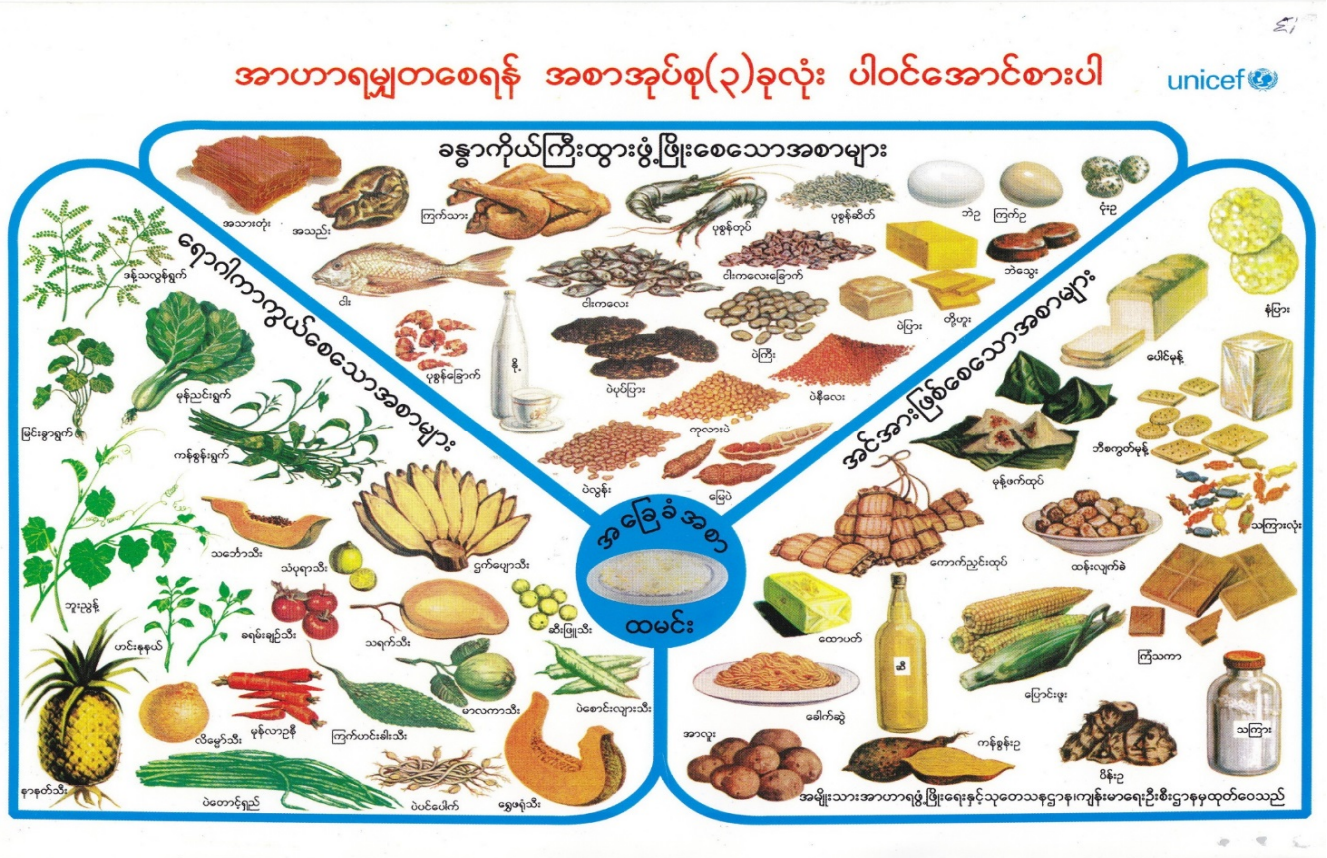 အာဟာရမျှတစေရန် အစာအုပ်စု(၃)ခုလုံး ပါဝင်အောင်စားပါ
unicef
ခန္ဓာကိုယ်ကြီးထွားဖွံ့ဖြိုးစေသောအစာများ
အသားတုံး
အသည်း
ကြက်သား
ပုစွန်တုပ်
ပုစွန်ဆိတ်
ဘဲဥ
ကြက်ဥ
ငုံးဥ
ငါး
ငါးကလေး
ငါးကလေးခြောက်
ဘဲသွေး
ပုစွန်ခြောက်
နို့
ပဲပုပ်ပြား
ပဲကြီး
ပဲပြား
တို့ဟူး
ပဲနီလေး
ကုလားပဲ
ပဲလွန်း
မြေပဲ
ရောဂါကာကွယ်စေသောအစာများ
ဒန့်သလွန်ရွက်
မုန်ညင်းရွက်
မြင်းခွာရွက်
ကန်စွန်းရွက်
သင်္ဘောသီး
သံပုရာသီး
ငှက်ပျောသီး
ဘူးညွန့်
ဟင်းနုနယ်
ခရမ်းချဉ်သီး
သရက်သီး
ဆီးဖြူသီး
နာနတ်သီး
လိမ္မော်သီး
မုန်လာဥနီ
ကြက်ဟင်းခါးသီး
မာလကာသီး
ပဲစောင်းလျားသီး
ပဲတောင့်ရှည်
ပဲပင်ပေါက်
ရွှေဖရုံသီး
အင်အားဖြစ်စေသောအစာများ
နံပြား
ပေါင်မုန့်
ဘီစကွတ်မုန့်
မုန့်ဖက်ထုပ်
သကြားလုံး
ကောက်ညှင်းထုပ်
ထန်းလျက်ခဲ
ထောပတ်
ဆီ
ပြောင်းဖူး
ကြံသကာ
ခေါက်ဆွဲ
အာလူး
ကန်စွန်းဥ
ပိန်းဥ
သကြား
အခြေခံအစာ
ထမင်း
အမျိုးသားအာဟာရဖွံ့ဖြိုးရေးနှင့်သုတေသနဌာန၊ကျန်းမာရေးဦးစီးဌာနမှထုတ်ဝေသည်